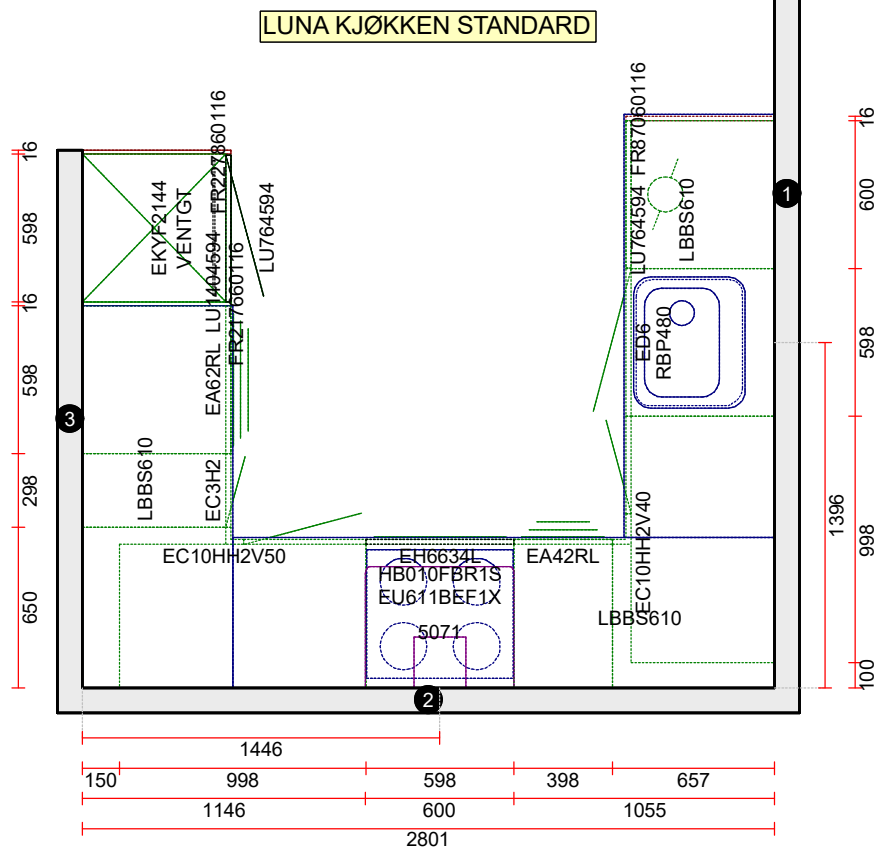 LUNA KJØKKEN STANDARD
16
598
16
598
298
650
EKYF2144
VENTGT
FR227860116
LU1404594
FR217660116
LU764594
EA62RL
LBBS610
EC3H2
3
FR87060116
LU764594
LBBS610
ED6
RBP480
EC10HH2V40
LBBS610
1
16
600
598
998
100
1396
EC10HH2V50
EH6634L
EA42RL
HB010FBR1S
EU611BEF1X
5071
2
1446
150
998
598
398
657
1146
600
1055
2801